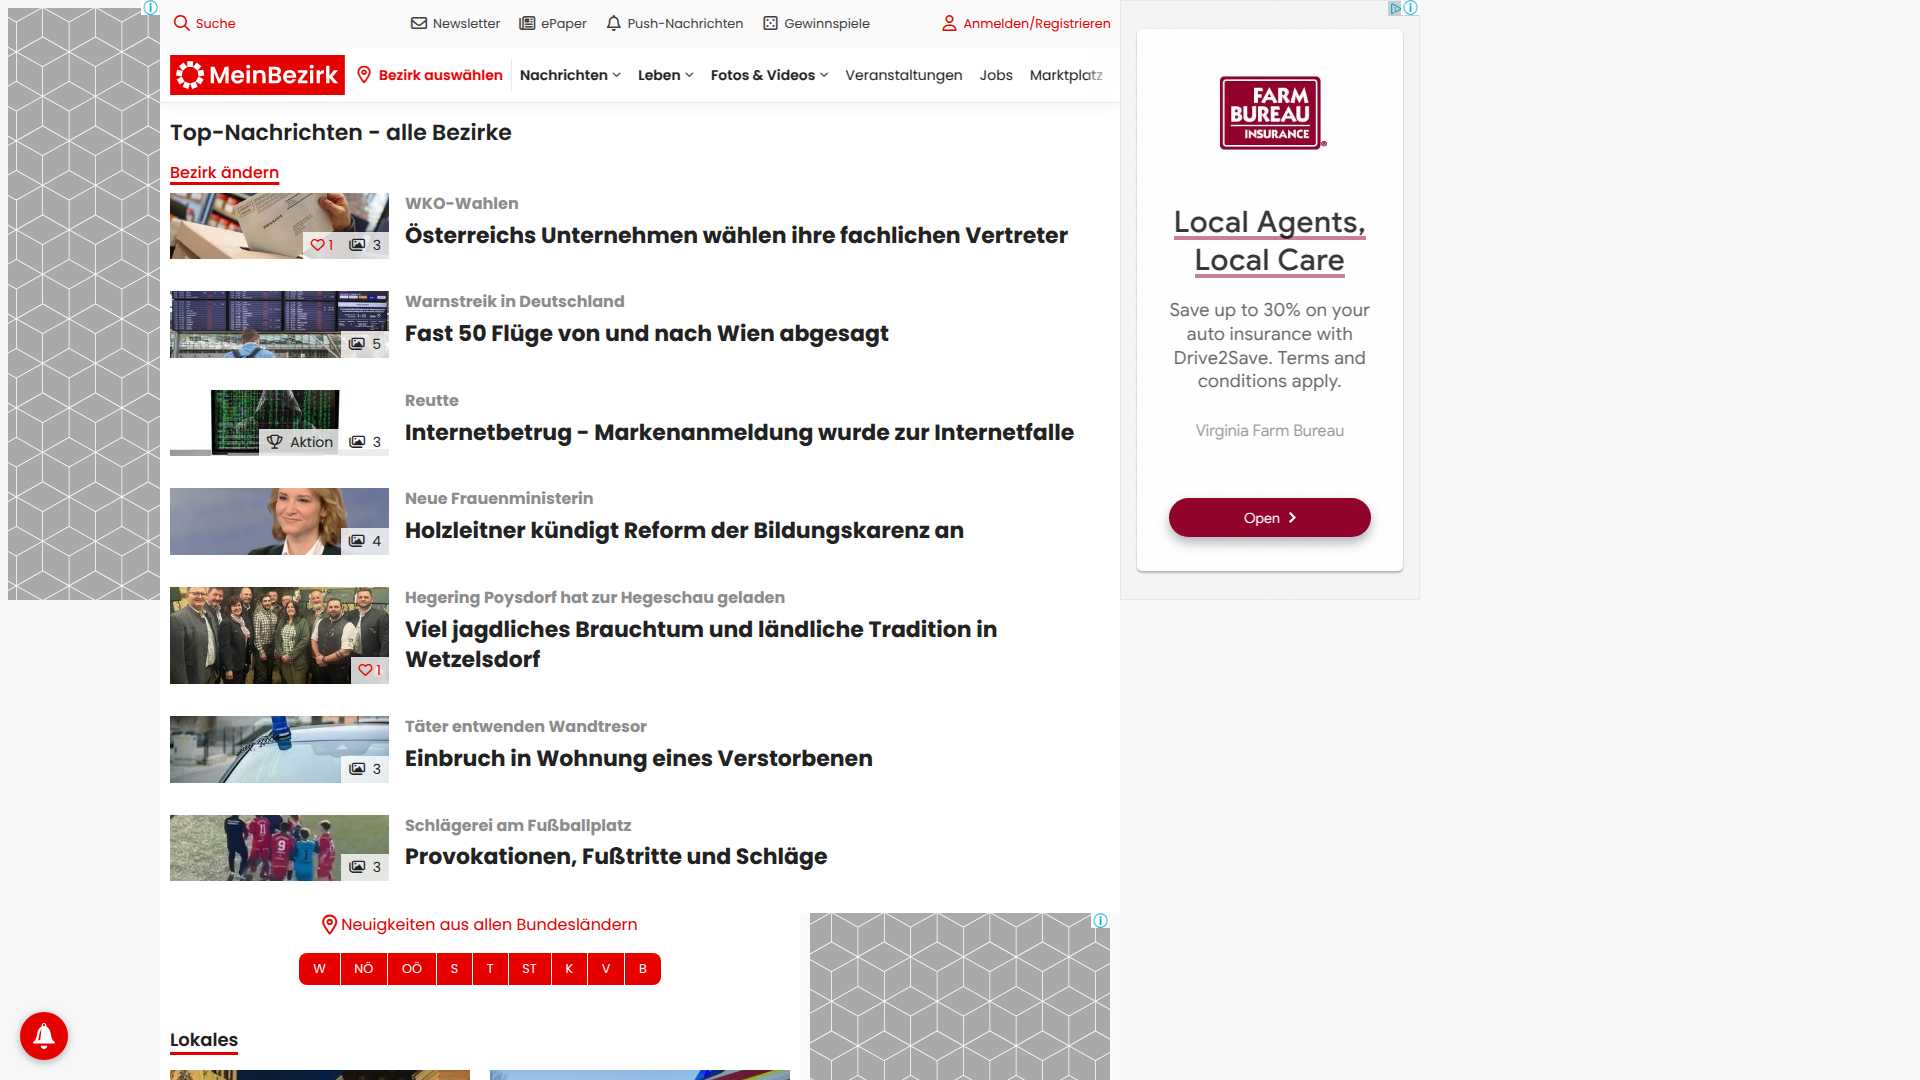 Suche
Newsletter
ePaper
Push-Nachrichten
Gewinnspiele
Anmelden/Registrieren
MeinBezirk
Bezirk auswählen
Nachrichten
Leben
Fotos & Videos
Veranstaltungen
Jobs
Marktplatz
Top-Nachrichten - alle Bezirke
Bezirk ändern
1
3
WKO-Wahlen
Österreichs Unternehmen wählen ihre fachlichen Vertreter
5
Warnstreik in Deutschland
Fast 50 Flüge von und nach Wien abgesagt
Aktion
3
Reutte
Internetbetrug - Markenanmeldung wurde zur Internetfalle
4
Neue Frauenministerin
Holzleitner kündigt Reform der Bildungskarenz an
1
Hegering Poysdorf hat zur Hegeschau geladen
Viel jagdliches Brauchtum und ländliche Tradition in
Wetzelsdorf
3
Täter entwenden Wandtresor
Einbruch in Wohnung eines Verstorbenen
3
Schlägerei am Fußballplatz
Provokationen, Fußtritte und Schläge
Neuigkeiten aus allen Bundesländern
W
NÖ
OÖ
S
T
ST
K
V
B
Lokales
FARM
BUREAU
INSURANCE
®
Local Agents,
Local Care
Save up to 30% on your
auto insurance with
Drive2Save. Terms and
conditions apply.
Virginia Farm Bureau
Open